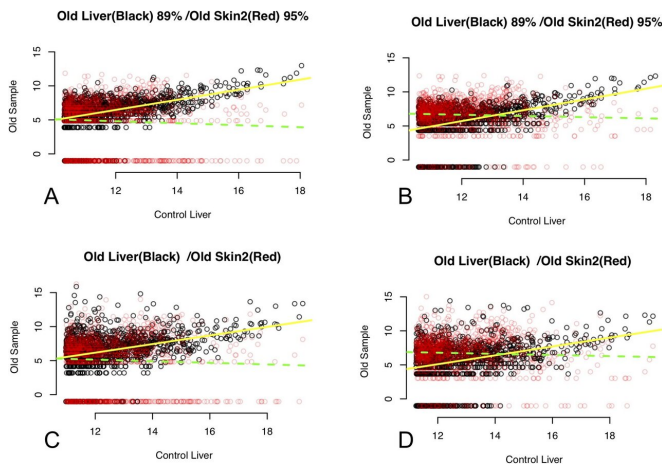 Old Liver(Black) 89% /Old Skin2(Red) 95%
Old Sample
15
10
5
0
12 14 16 18
Control Liver
A
Old Liver(Black) 89% /Old Skin2(Red) 95%
Old Sample
15
10
5
0
12 14 16 18
Control Liver
B
Old Liver(Black) /Old Skin2(Red)
Old Sample
15
10
5
0
12 14 16 18
Control Liver
C
Old Liver(Black) /Old Skin2(Red)
Old Sample
15
10
5
0
12 14 16 18
Control Liver
D